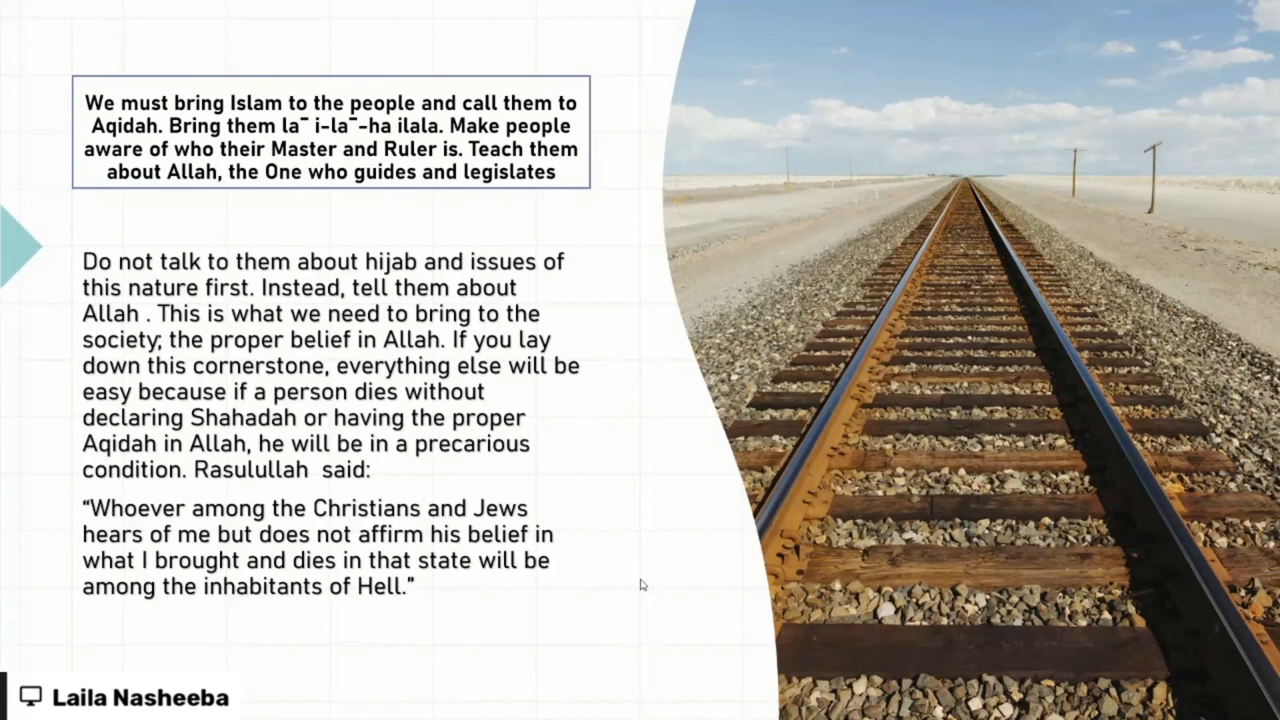 We must bring Islam to the people and call them to
Aqidah. Bring them la¯ i-la¯-ha ilala. Make people
aware of who their Master and Ruler is. Teach them
about Allah, the One who guides and legislates
Do not talk to them about hijab and issues of
this nature first. Instead, tell them about
Allah . This is what we need to bring to the
society; the proper belief in Allah. If you lay
down this cornerstone, everything else will be
easy because if a person dies without
declaring Shahadah or having the proper
Aqidah in Allah, he will be in a precarious
condition. Rasulullah  said:
“Whoever among the Christians and Jews
hears of me but does not affirm his belief in
what I brought and dies in that state will be
among the inhabitants of Hell.”
Laila Nasheeba